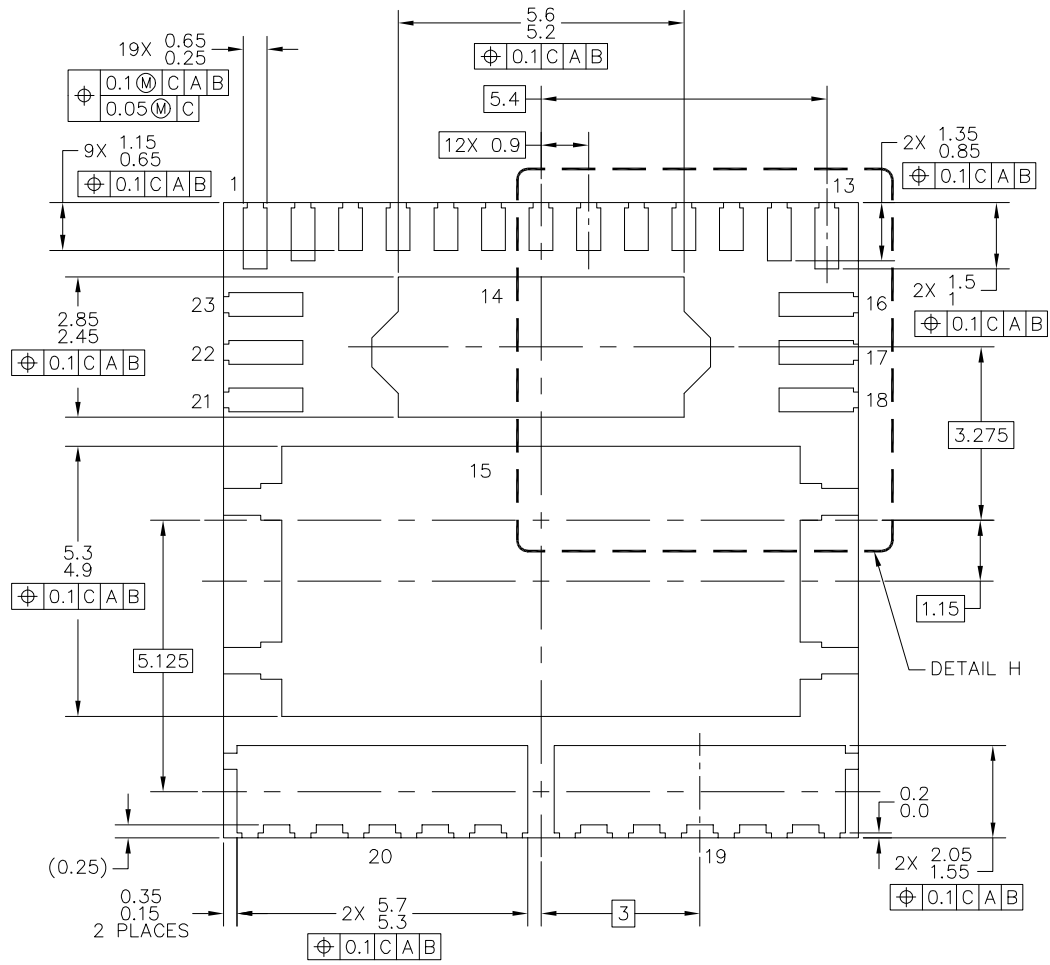 5.6
5.2
⌖ 0.1 C A B
19X 0.65
0.25
⌖ 0.1 Ⓜ C A B
0.05 Ⓜ C
5.4
12X 0.9
9X 1.15
0.65
⌖ 0.1 C A B
2X 1.35
0.85
⌖ 0.1 C A B
1
13
2X 1.5
1
⌖ 0.1 C A B
14
23
16
22
17
21
18
2.85
2.45
⌖ 0.1 C A B
3.275
15
5.3
4.9
⌖ 0.1 C A B
1.15
5.125
DETAIL H
0.2
0.0
(0.25)
20
19
2X 2.05
1.55
⌖ 0.1 C A B
0.35
0.15
2 PLACES
2X 5.7
5.3
⌖ 0.1 C A B
3